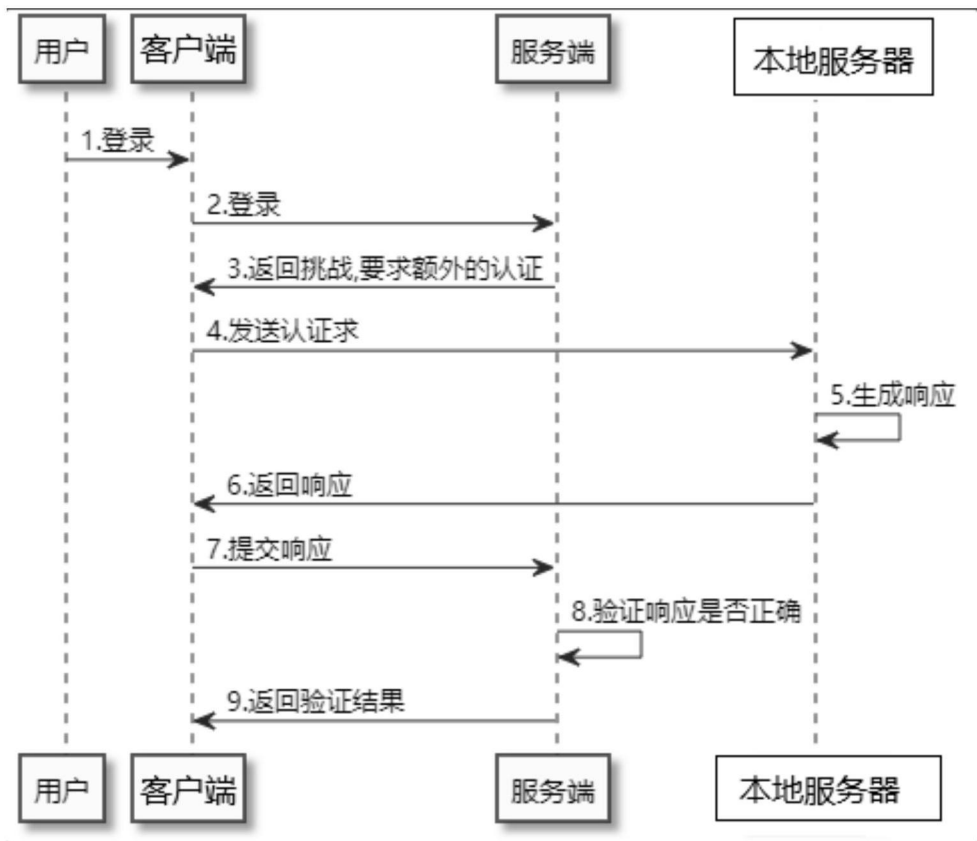 用户
客户端
服务端
本地服务器
1.登录
2.登录
3.返回挑战,要求额外的认证
4.发送认证求
5.生成响应
6.返回响应
7.提交响应
8.验证响应是否正确
9.返回验证结果
用户
客户端
服务端
本地服务器